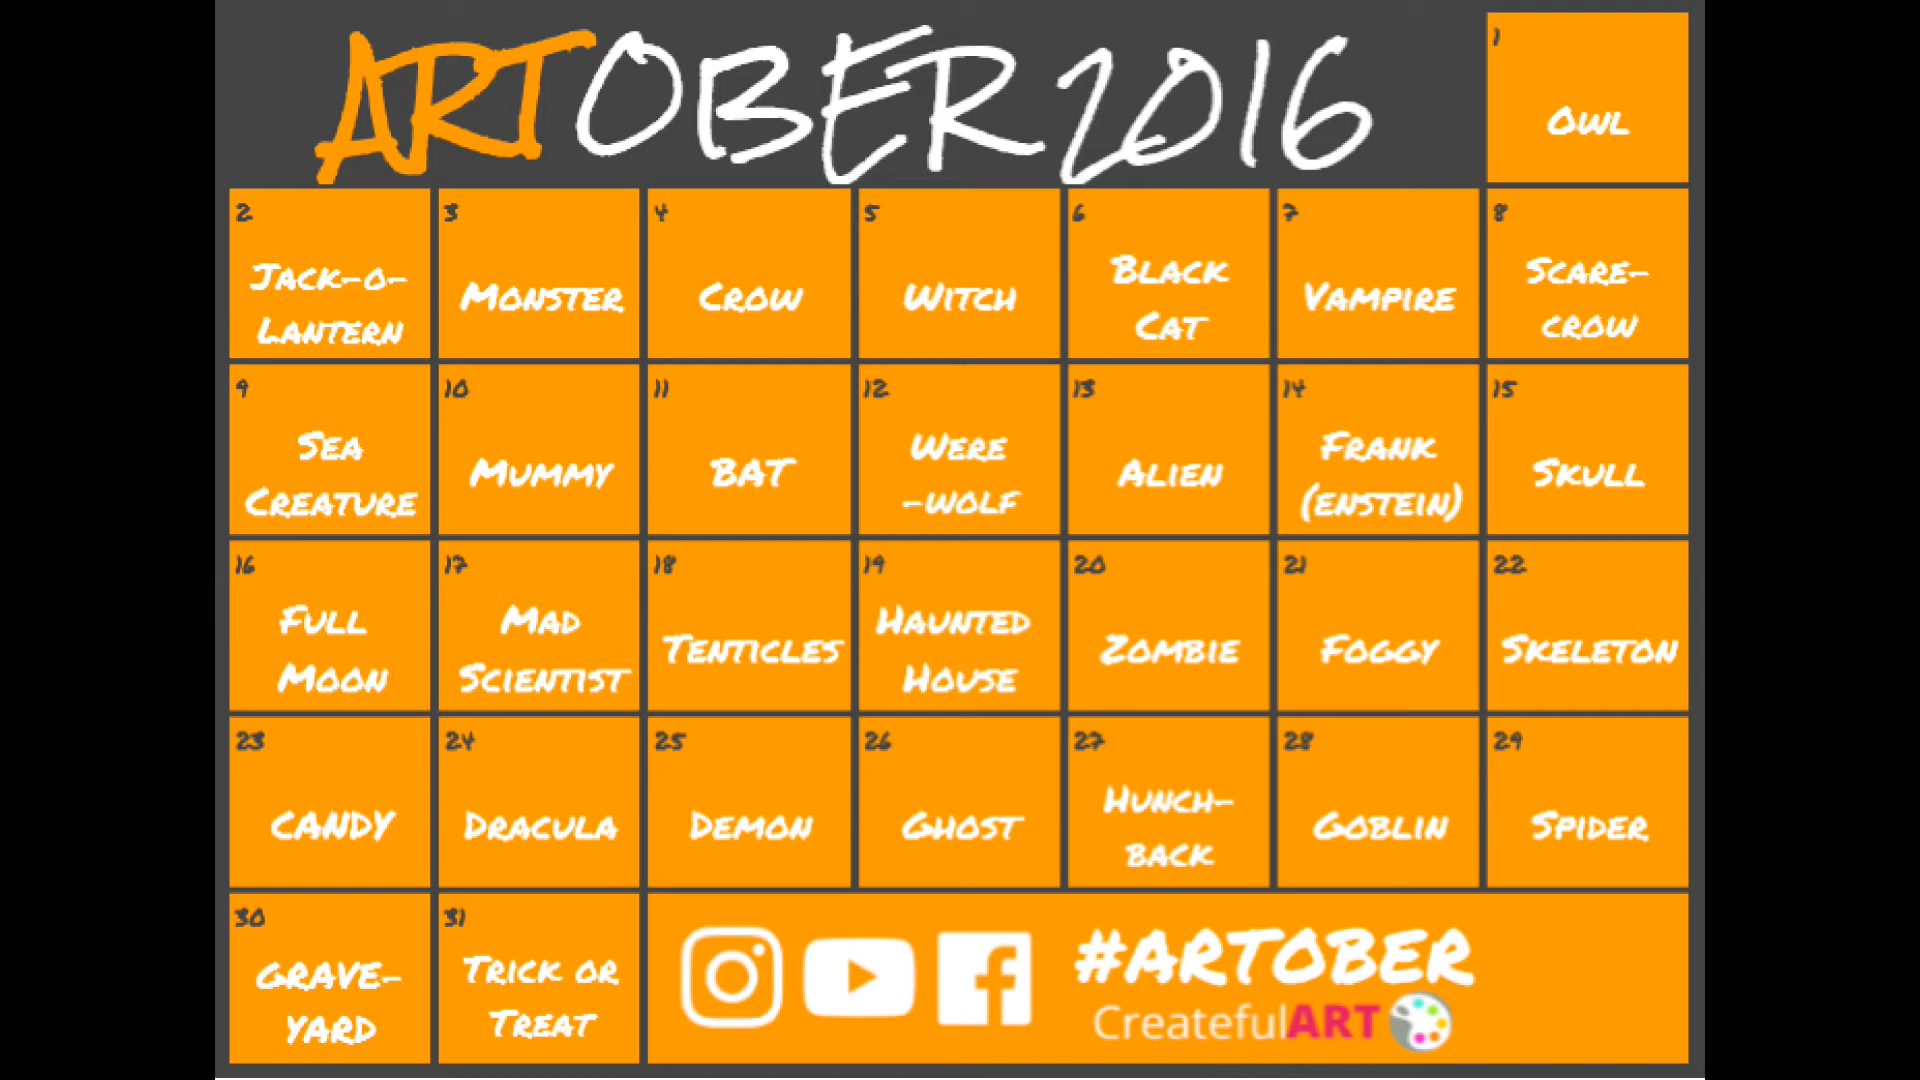 ARTOBER 2016
1
OWL
2
JACK-O-
LANTERN
3
MONSTER
4
CROW
5
WITCH
6
BLACK
CAT
7
VAMPIRE
8
SCARE-
CROW
9
SEA
CREATURE
10
MUMMY
11
BAT
12
WERE
-WOLF
13
ALIEN
14
FRANK
(ENSTEIN)
15
SKULL
16
FULL
MOON
17
MAD
SCIENTIST
18
TENTICLES
19
HAUNTED
HOUSE
20
ZOMBIE
21
FOGGY
22
SKELETON
23
CANDY
24
DRACULA
25
DEMON
26
GHOST
27
HUNCH-
BACK
28
GOBLIN
29
SPIDER
30
GRAVE-
YARD
31
TRICK OR
TREAT
#ARTOBER
CreatefulART